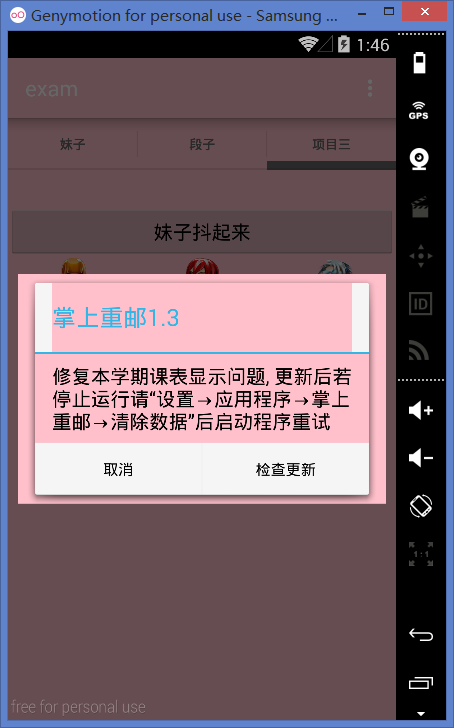 Genymotion for personal use - Samsung ...
1:46
exam
GPS
妹子
段子
项目三
妹子抖起来
掌上重邮1.3
修复本学期课表显示问题, 更新后若
停止运行请“设置→应用程序→掌上
重邮→清除数据”后启动程序重试
取消
检查更新
ID
1:1
free for personal use